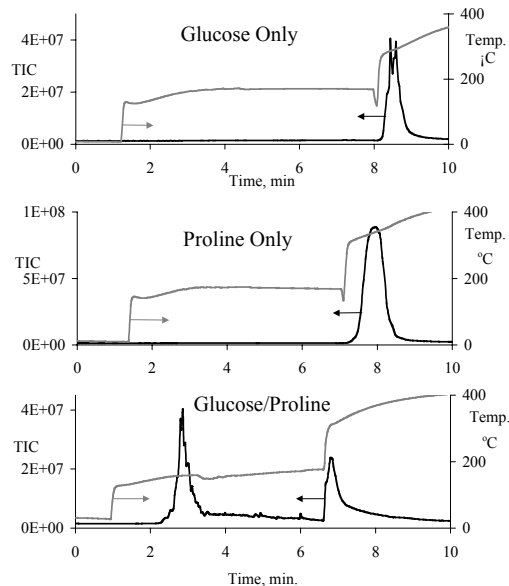 Glucose Only
4E+07
2E+07
0E+00
TIC
400
200
0
Temp.
¡C
0 2 4 6 8 10
Time, min
Proline Only
1E+08
5E+07
0E+00
TIC
400
200
0
Temp.
ºC
0 2 4 6 8 10
Glucose/Proline
4E+07
2E+07
0E+00
TIC
400
200
0
Temp.
ºC
0 2 4 6 8 10
Time, min.